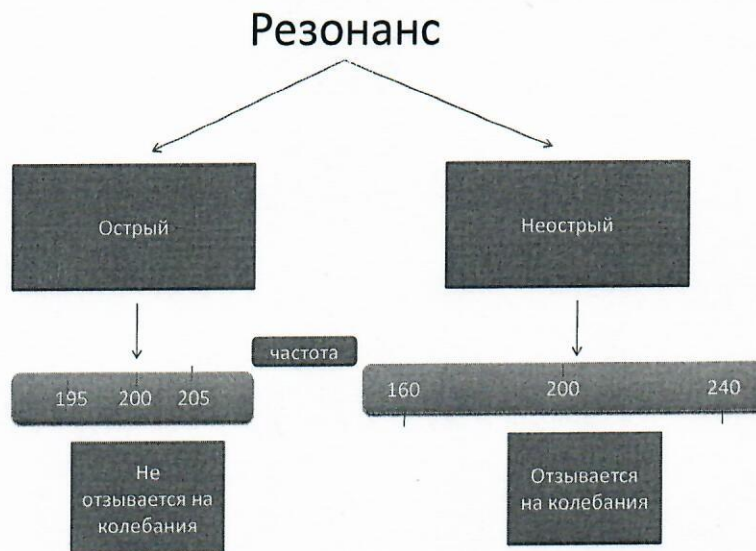 Резонанс
Острый
Неострый
частота
195 200 205
160 200 240
Не
отзывается на
колебания
Отзывается
на колебания